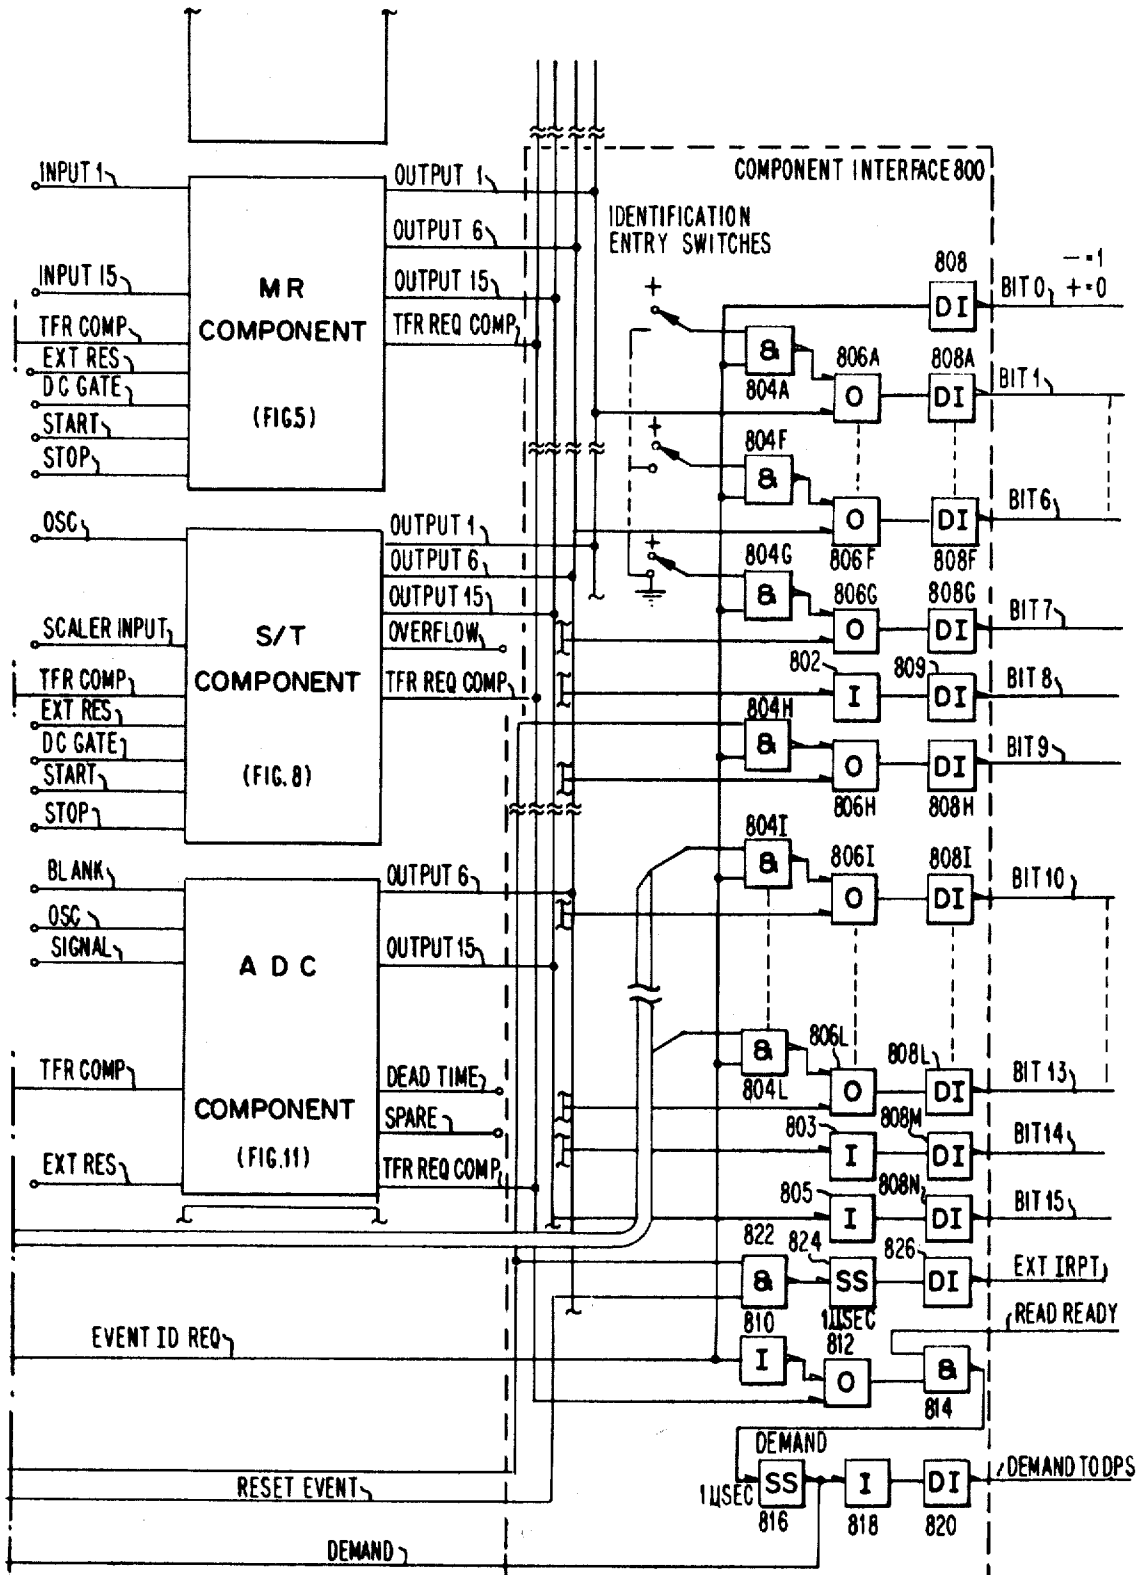 COMPONENT INTERFACE 800
INPUT 1
OUTPUT 1
IDENTIFICATION
ENTRY SWITCHES
OUTPUT 6
808
- = 1
+ = 0
MR
COMPONENT
(FIG.5)
INPUT 15
OUTPUT 15
+
DI
BIT 0
TFR COMP
TFR REQ COMP
EXT RES
DC GATE
START
STOP
&
804A
806A
O
808A
DI
BIT 1
+
804F
&
O
806F
DI
808F
BIT 6
OSC
OUTPUT 1
OUTPUT 6
OUTPUT 15
OVERFLOW
TFR REQ COMP
SCALER INPUT
S/T
COMPONENT
(FIG. 8)
TFR COMP
EXT RES
DC GATE
START
STOP
+
804G
&
806G
O
808G
DI
BIT 7
802
I
809
DI
BIT 8
804H
&
O
806H
DI
808H
BIT 9
804I
&
806I
O
808I
DI
BIT 10
BLANK
OSC
SIGNAL
OUTPUT 6
OUTPUT 15
ADC
COMPONENT
(FIG.11)
TFR COMP
DEAD TIME
SPARE
TFR REQ COMP
EXT RES
&
804L
806L
O
808L
DI
BIT 13
803
I
808M
DI
BIT 14
805
I
808N
DI
BIT 15
822
&
824
SS
1µSEC
826
DI
EXT IRPT
READ READY
EVENT ID REQ
810
I
812
O
&
814
DEMAND
1µSEC
SS
816
I
818
DI
820
DEMAND TO DPS
RESET EVENT
DEMAND